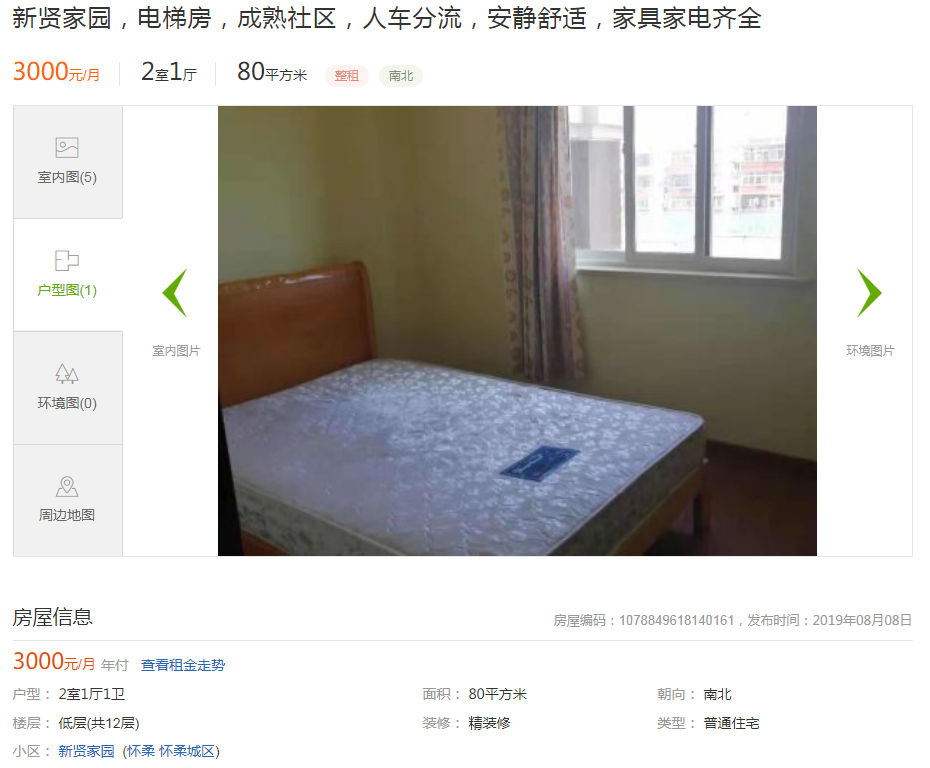 新贤家园，电梯房，成熟社区，人车分流，安静舒适，家具家电齐全
3000元/月 2室1厅 80平方米 整租 南北
室内图(5)
户型图(1)
室内图片
环境图片
环境图(0)
周边地图
房屋信息
房屋编码：1078849618140161，发布时间：2019年08月08日
3000元/月 年付 查看租金走势
户型： 2室1厅1卫 面积： 80平方米 朝向： 南北
楼层： 低层(共12层) 装修： 精装修 类型： 普通住宅
小区： 新贤家园 (怀柔 怀柔城区)